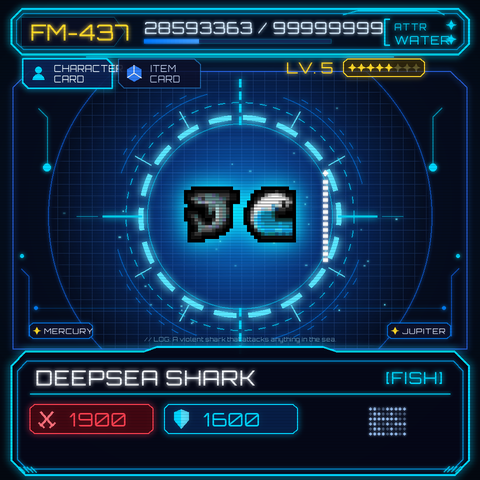 FM-437
28593363 / 99999999
ATTR
WATER
CHARACTER
CARD
ITEM
CARD
LV.5
MERCURY
JUPITER
// LOG: A violent shark that attacks anything in the sea
DEEPSEA SHARK
[FISH]
1900
1600